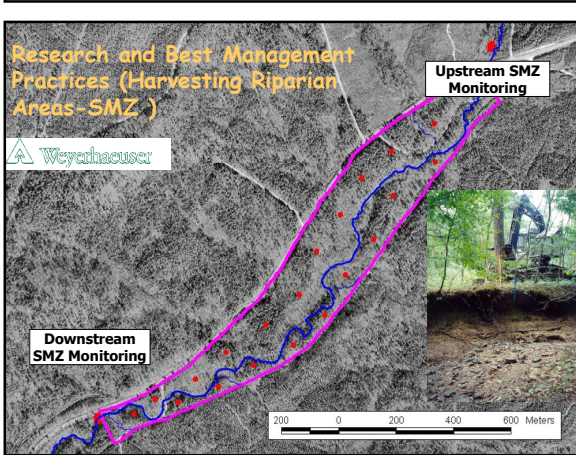 Research and Best Management
Practices (Harvesting Riparian
Areas-SMZ )
Upstream SMZ
Monitoring
Weyerhaeuser
Downstream
SMZ Monitoring
200 0 200 400 600 Meters